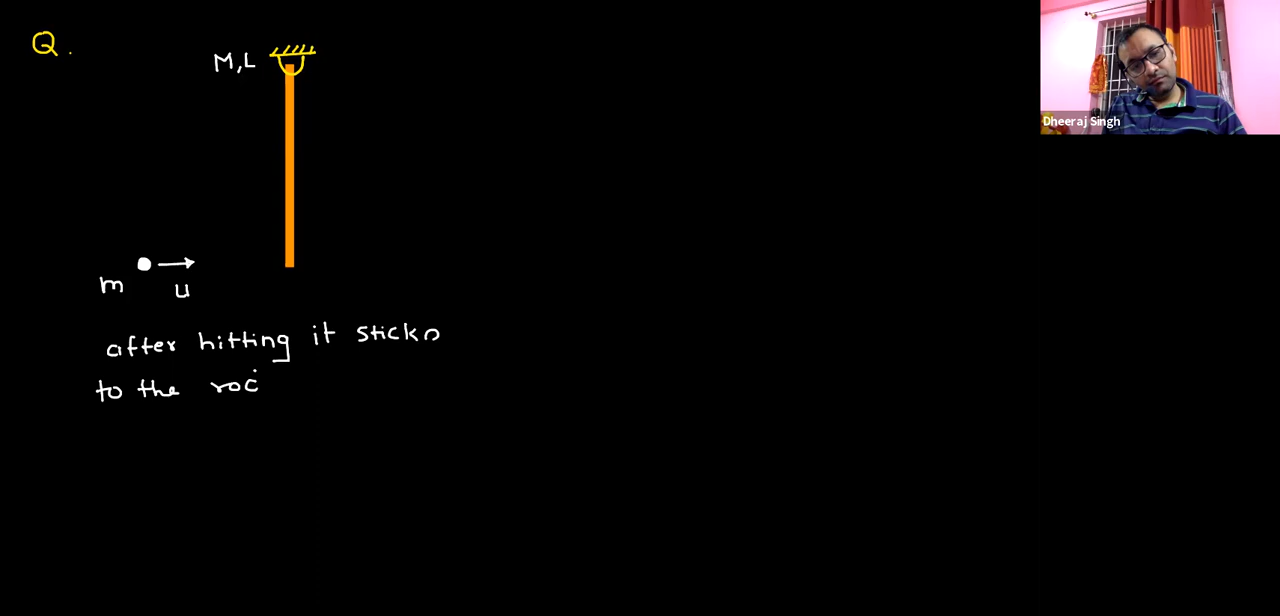 Q.
M,L
m
u
after hitting it sticks
to the rod
Dheeraj Singh